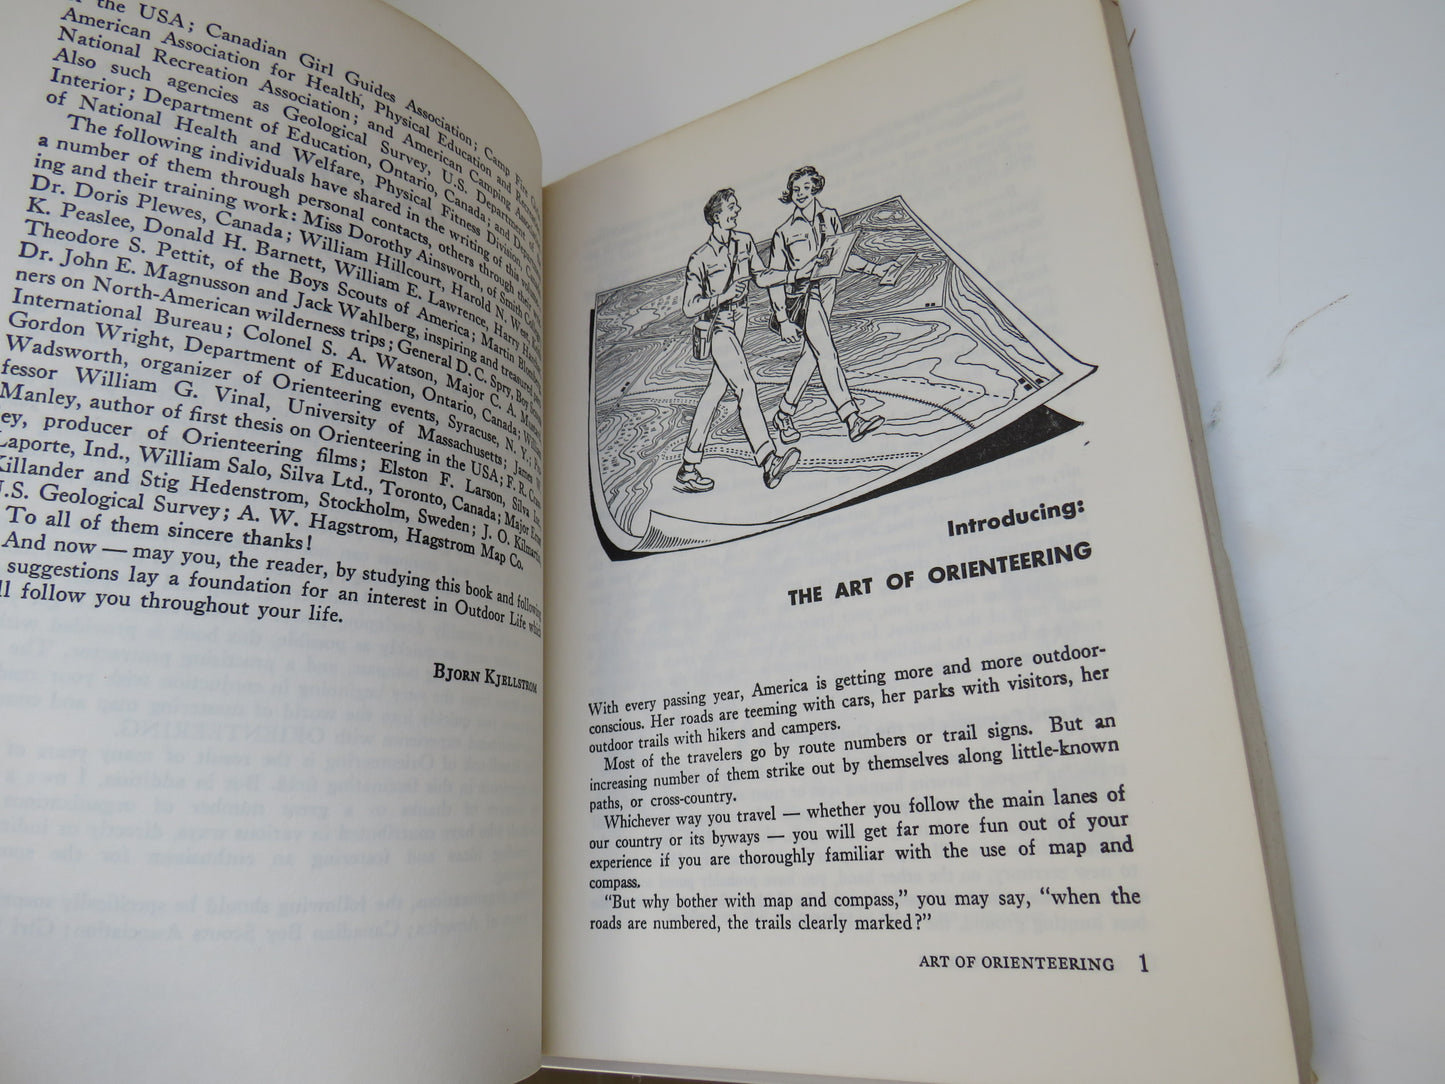 the USA; Canadian Girl Guides Association; Camp Fire
American Association for Health, Physical Education and
National Recreation Association; and American Camping
Also such agencies as Geological Survey, U.S. Department of
Interior; Department of Education, Ontario, Canada; and
of National Health and Welfare, Physical Fitness Division,
The following individuals have shared in the writing of this
a number of them through personal contacts, others through their
ing and their training work: Miss Dorothy Ainsworth, of Smith
Dr. Doris Plewes, Canada; William Hillcourt, Harold N. West,
K. Peaslee, Donald H. Barnett, William E. Lawrence, Harry
Theodore S. Pettit, of the Boys Scouts of America; Martin
Dr. John E. Magnusson and Jack Wahlberg, inspiring and treasured
ners on North-American wilderness trips; General D. C. Spry, Boy
International Bureau; Colonel S. A. Watson, Major C. A.
Gordon Wright, Department of Education, Ontario, Canada;
Wadsworth, organizer of Orienteering events, Syracuse, N. Y.;
fessor William G. Vinal, University of Massachusetts; James W.
Manley, author of first thesis on Orienteering in the USA; F. R.
ey, producer of Orienteering films; Elston F. Larson, Silva Inc.
Laporte, Ind., William Salo, Silva Ltd., Toronto, Canada; Major
Killander and Stig Hedenstrom, Stockholm, Sweden; J. O.
U.S. Geological Survey; A. W. Hagstrom, Hagstrom Map Co.
To all of them sincere thanks!
And now — may you, the reader, by studying this book and following
suggestions lay a foundation for an interest in Outdoor Life which
follow you throughout your life.
BJORN KJELLSTROM
Introducing:
THE ART OF ORIENTEERING
With every passing year, America is getting more and more outdoor-
conscious. Her roads are teeming with cars, her parks with visitors, her
outdoor trails with hikers and campers.
Most of the travelers go by route numbers or trail signs. But an
increasing number of them strike out by themselves along little-known
paths, or cross-country.
Whichever way you travel — whether you follow the main lanes of
our country or its byways — you will get far more fun out of your
experience if you are thoroughly familiar with the use of map and
compass.
"But why bother with map and compass," you may say, "when the
roads are numbered, the trails clearly marked?"
ART OF ORIENTEERING 1